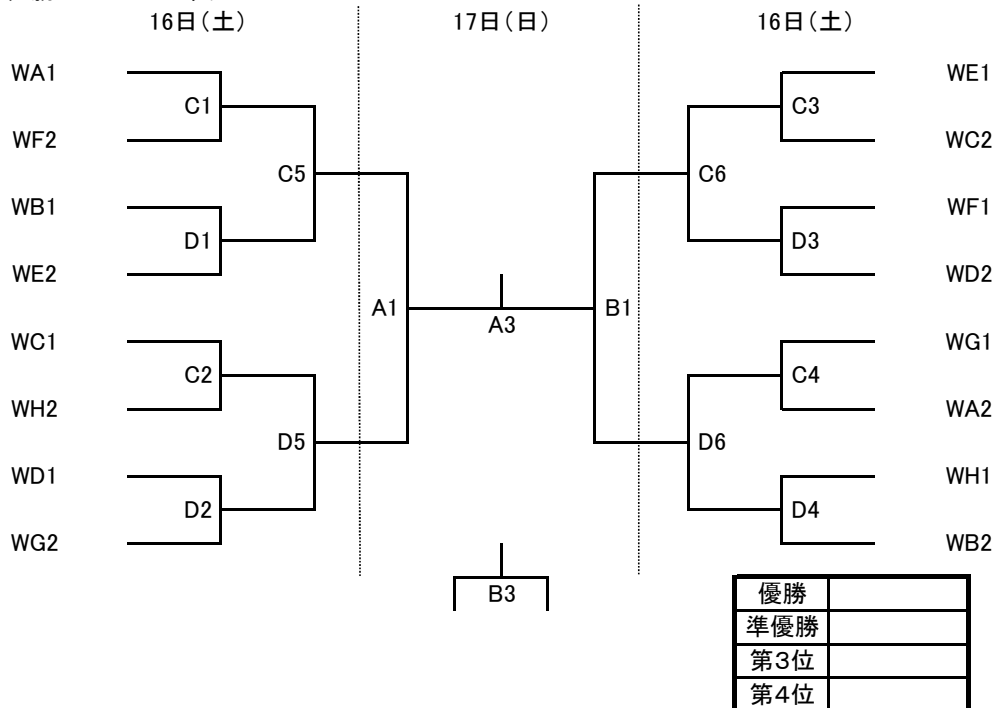 16日(土) 17日(日) 16日(土)
WA1 WE1
C1 C3
WF2 WC2
C5 C6
WB1 WF1
D1 D3
WE2 WD2
A1 A3 B1
WC1 WG1
C2 C4
WH2 WA2
D5 D6
WD1 WH1
D2 D4
WG2 WB2
B3
優勝
準優勝
第3位
第4位